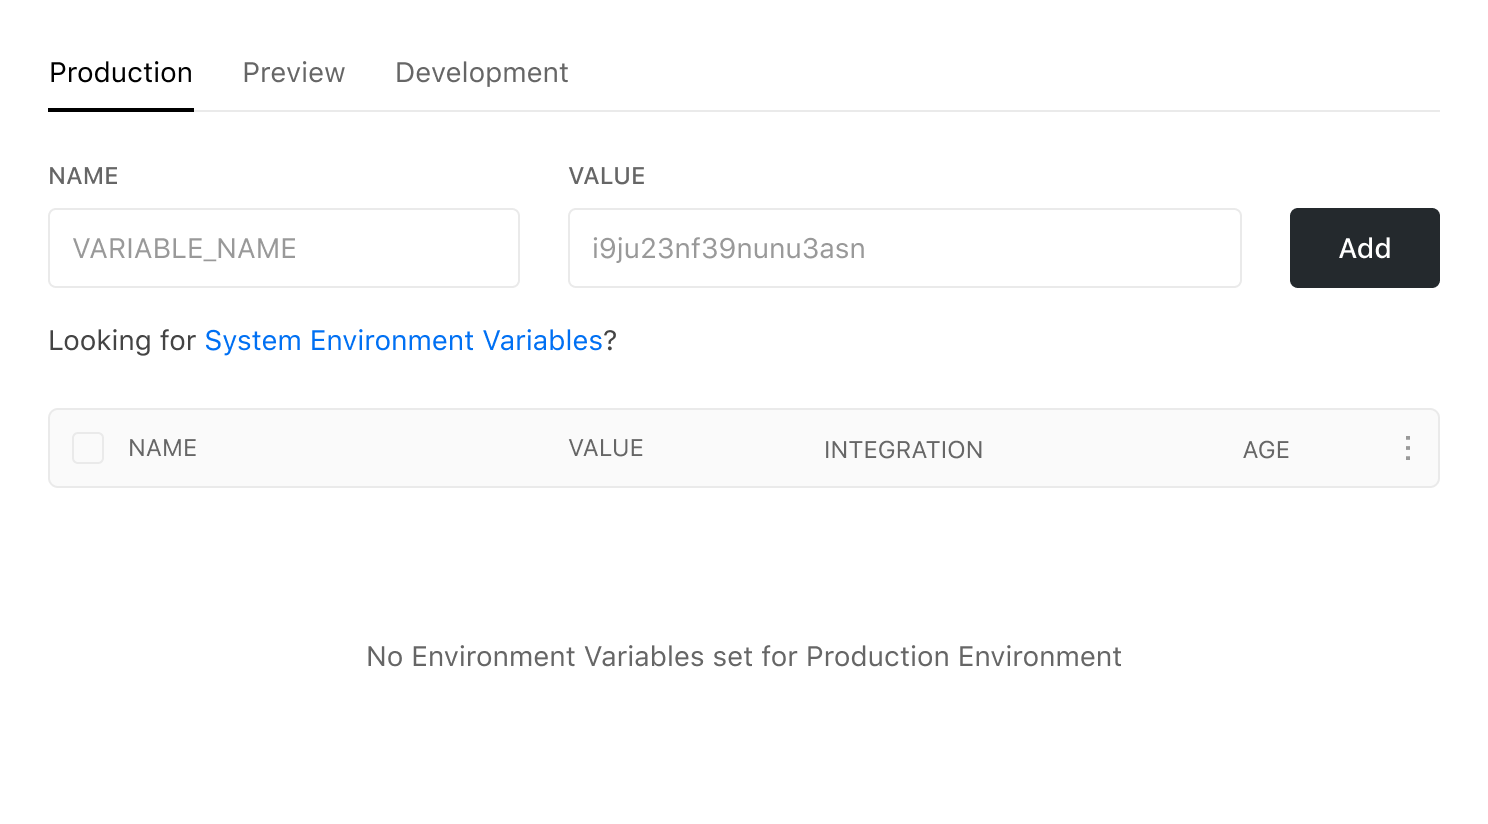 Production Preview Development
NAME VALUE
VARIABLE_NAME i9ju23nf39nunu3asn Add
Looking for System Environment Variables?
NAME VALUE INTEGRATION AGE
No Environment Variables set for Production Environment